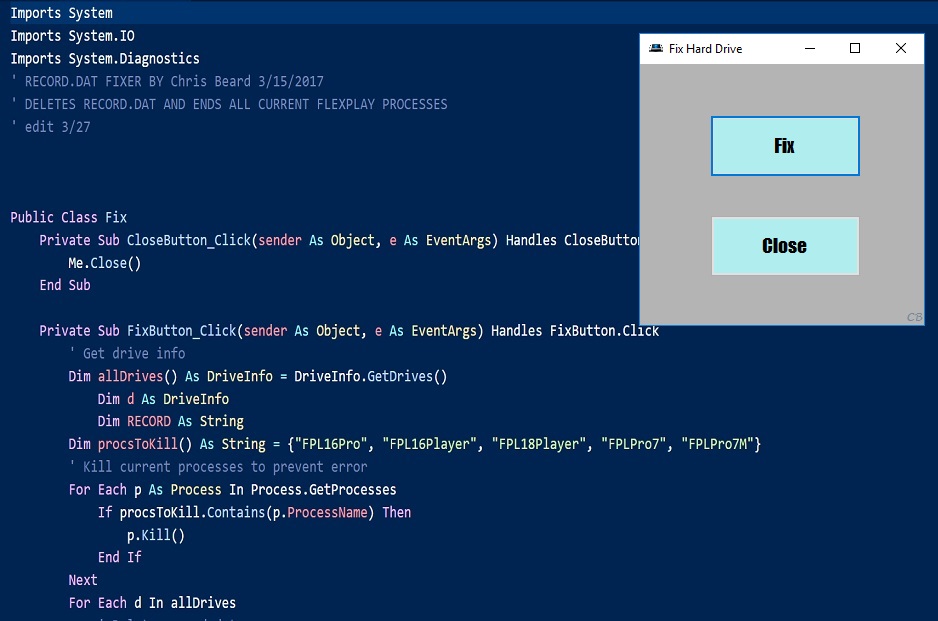 Imports System
Imports System.IO
Imports System.Diagnostics
' RECORD.DAT FIXER BY Chris Beard 3/15/2017
' DELETES RECORD.DAT AND ENDS ALL CURRENT FLEXPLAY PROCESSES
' edit 3/27
Public Class Fix
Private Sub CloseButton_Click(sender As Object, e As EventArgs) Handles CloseButton
Me.Close()
End Sub
Private Sub FixButton_Click(sender As Object, e As EventArgs) Handles FixButton.Click
' Get drive info
Dim allDrives() As DriveInfo = DriveInfo.GetDrives()
Dim d As DriveInfo
Dim RECORD As String
Dim procsToKill() As String = {"FPL16Pro", "FPL16Player", "FPL18Player", "FPLPro7", "FPLPro7M"}
' Kill current processes to prevent error
For Each p As Process In Process.GetProcesses
If procsToKill.Contains(p.ProcessName) Then
p.Kill()
End If
Next
For Each d In allDrives
Fix Hard Drive
Fix
Close
CB